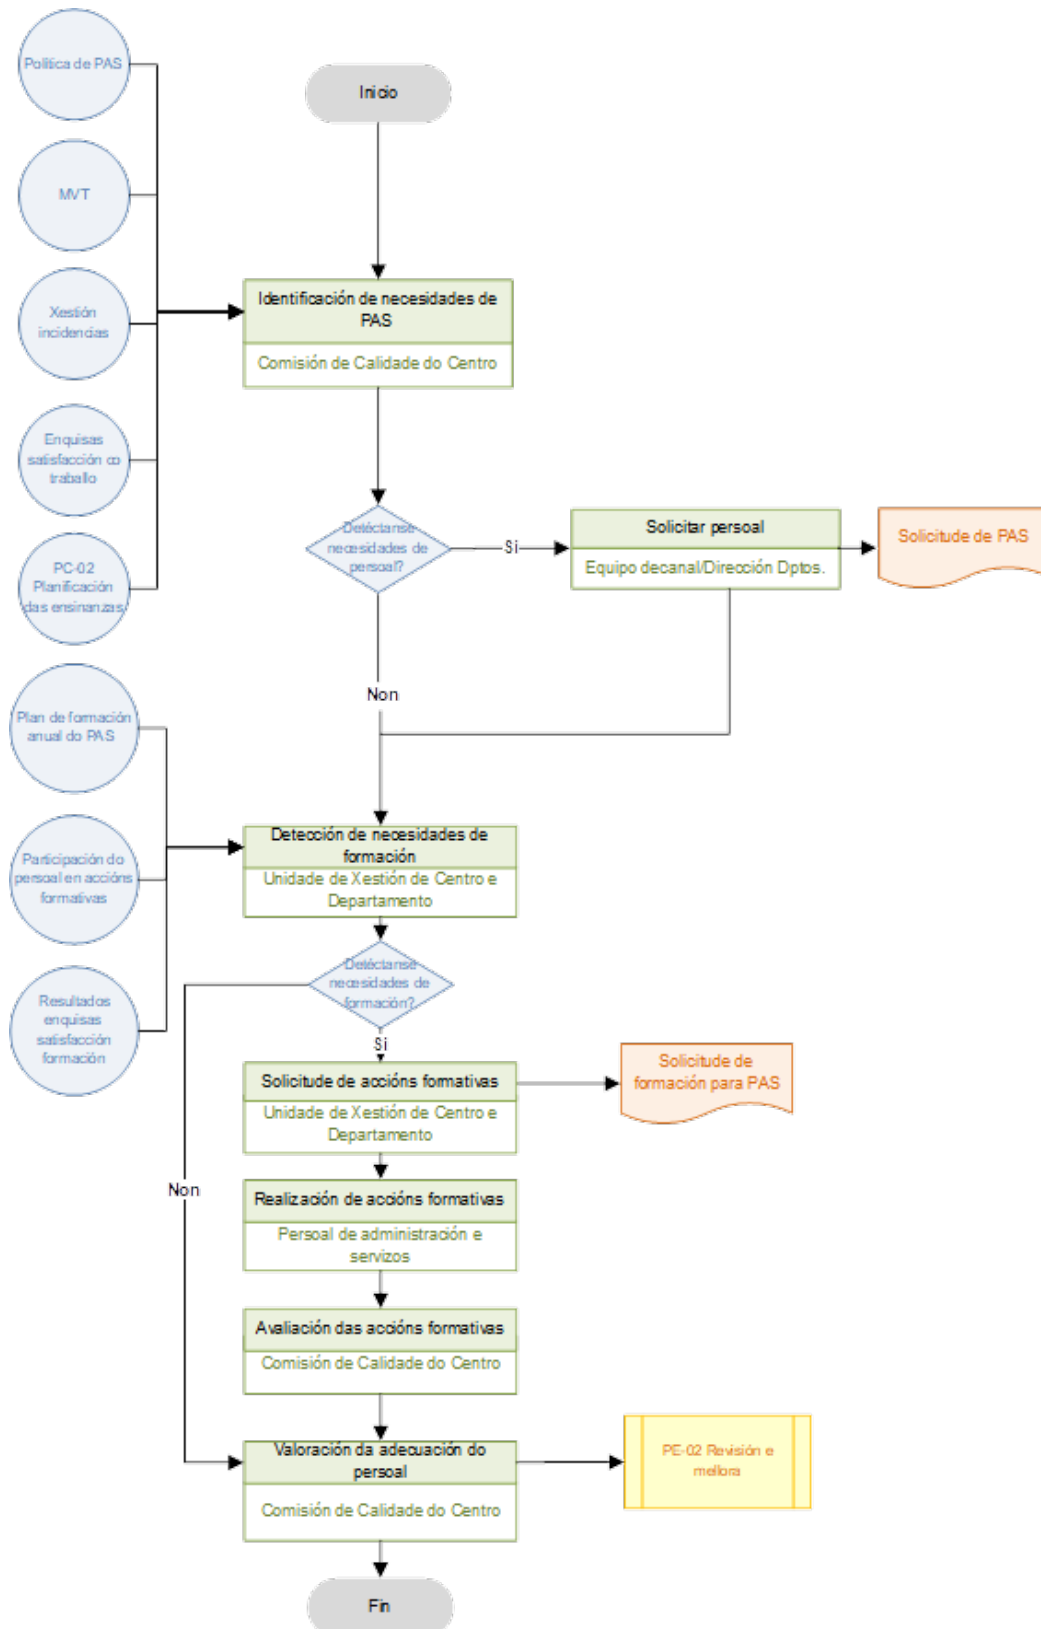 Política de PAS
Inicio
MVT
Xestión
incidencias
Identificación de necesidades de
PAS
Comisión de Calidade do Centro
Enquisas
satisfacción co
traballo
PC-02
Planificación
das ensinanzas
Detéctanse
necesidades de
persoal?
Si
Solicitar persoal
Equipo decanal/Dirección Dptos.
Solicitude de PAS
Non
Plan de formación
anual do PAS
Participación do
persoal en accións
formativas
Resultados
enquisas
satisfacción
formación
Detección de necesidades de
formación
Unidade de Xestión de Centro e
Departamento
Detéctanse
necesidades de
formación?
Si
Solicitude de accións formativas
Unidade de Xestión de Centro e
Departamento
Solicitude de
formación para PAS
Non
Realización de accións formativas
Persoal de administración e
servizos
Avaliación das accións formativas
Comisión de Calidade do Centro
Valoración da adecuación do
persoal
Comisión de Calidade do Centro
PE-02 Revisión e
mellora
Fin